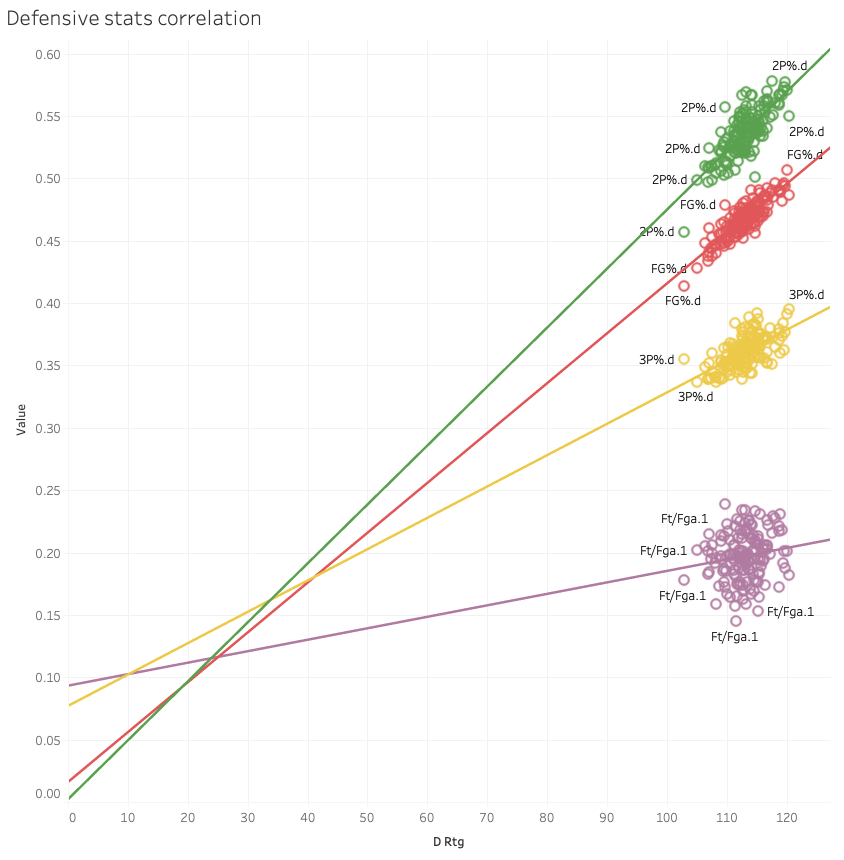 Defensive stats correlation
0.60
2P%.d
0.55
2P%.d
2P%.d
2P%.d
FG%.d
0.50
2P%.d
FG%.d
2P%.d
0.45
FG%.d
FG%.d
0.40
3P%.d
0.35
3P%.d
3P%.d
Value
0.30
0.25
Ft/Fga.1
0.20
Ft/Fga.1
Ft/Fga.1
0.15
Ft/Fga.1
Ft/Fga.1
0.10
0.05
0.00
0 10 20 30 40 50 60 70 80 90 100 110 120
D Rtg